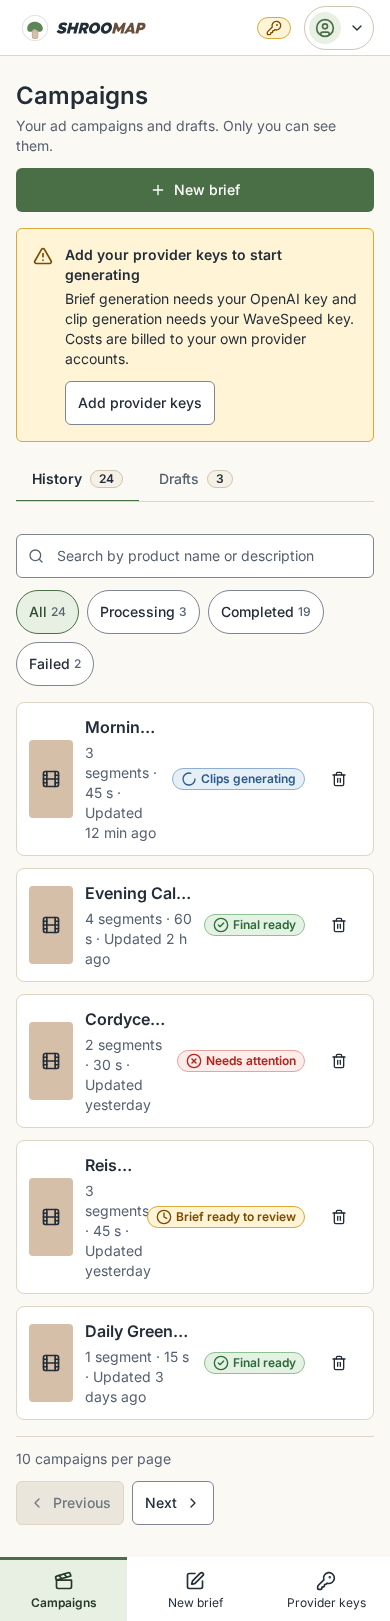 SHROOMAP
Campaigns
Your ad campaigns and drafts. Only you can see
them.
New brief
Add your provider keys to start
generating
Brief generation needs your OpenAI key and
clip generation needs your WaveSpeed key.
Costs are billed to your own provider
accounts.
Add provider keys
History 24 Drafts 3
Search by product name or description
All 24 Processing 3 Completed 19
Failed 2
Mornin...
3
segments ·
45 s ·
Updated
12 min ago
Clips generating
Evening Cal...
4 segments · 60
s · Updated 2 h
ago
Final ready
Cordyce...
2 segments
· 30 s ·
Updated
yesterday
Needs attention
Reis...
3
segments
· 45 s ·
Updated
yesterday
Brief ready to review
Daily Green...
1 segment · 15 s
· Updated 3
days ago
Final ready
10 campaigns per page
Previous Next
Campaigns New brief Provider keys